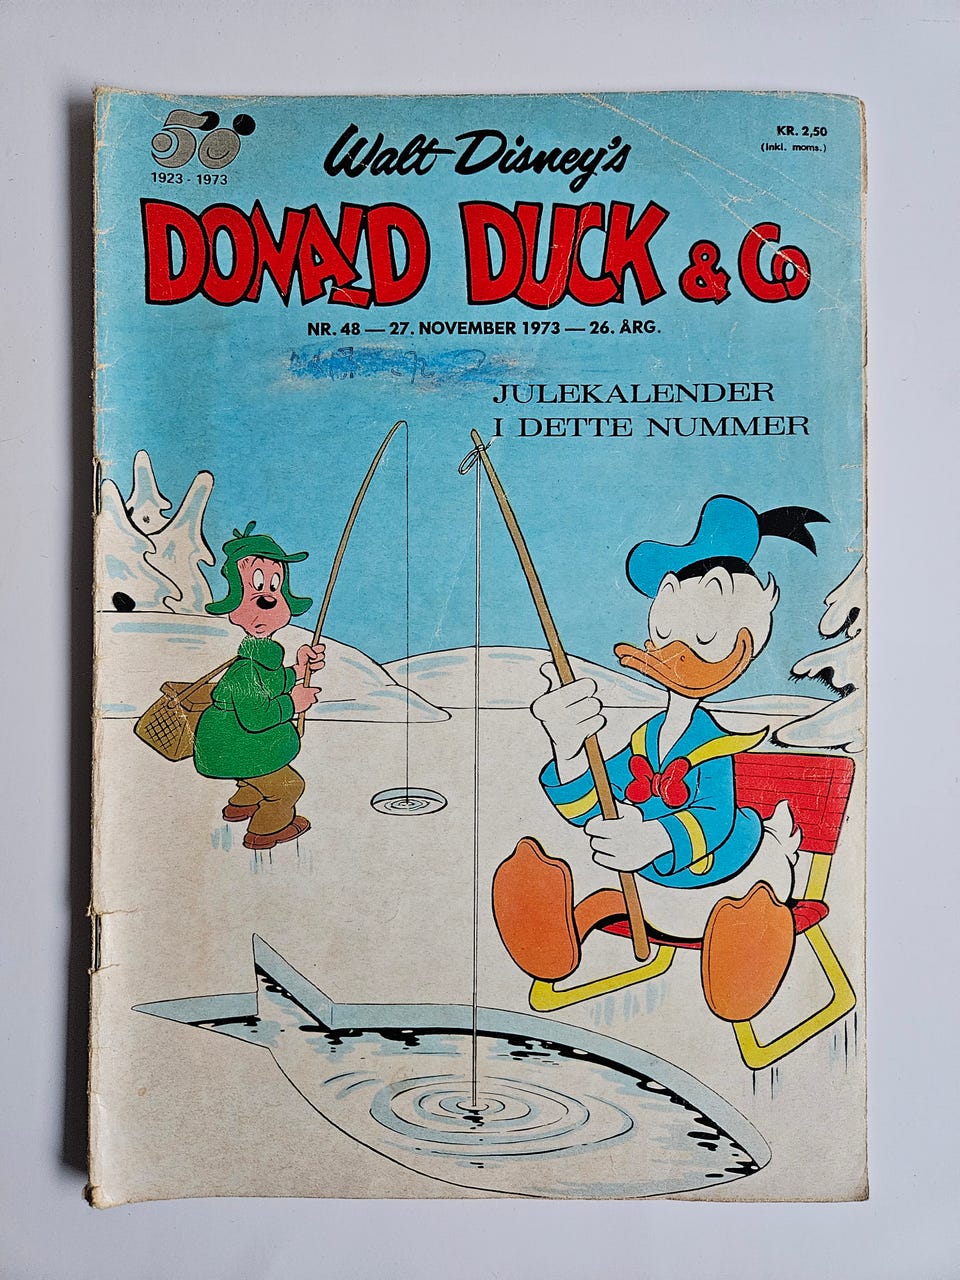 50
1923 - 1973
Walt Disney's
KR. 2,50
(inkl. moms.)
DONALD DUCK & Co
NR. 48 — 27. NOVEMBER 1973 — 26. ÅRG.
JULEKALENDER
I DETTE NUMMER